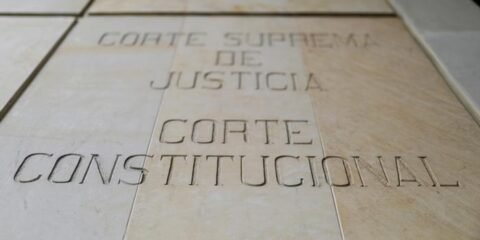 CORTE SUPREMA
DE
JUSTICIA
CORTE
CONSTITUCIONAL